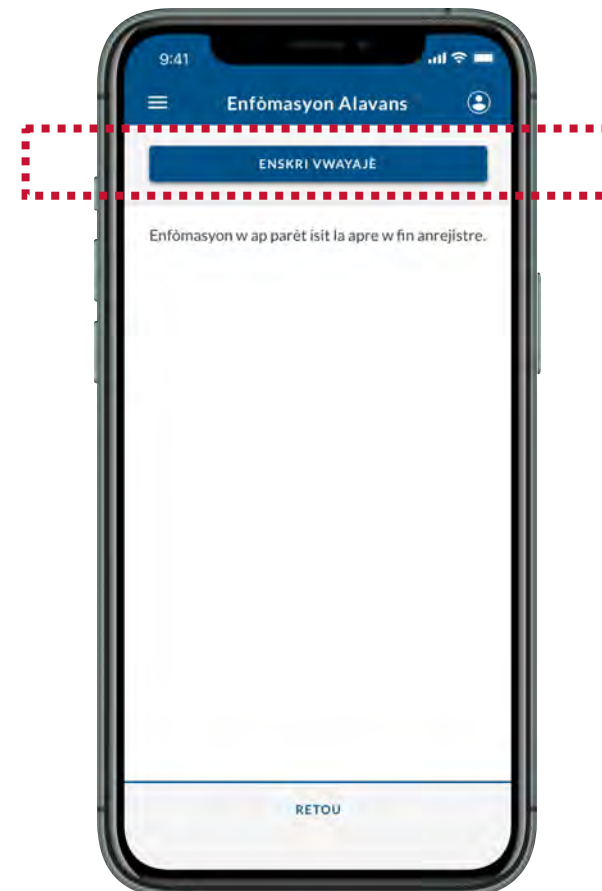 9:41
Enfòmasyon Alavans
ENSKRI VWAYAJÈ
Enfòmasyon w ap parèt isit la apre w fin anrejistre.
RETOU